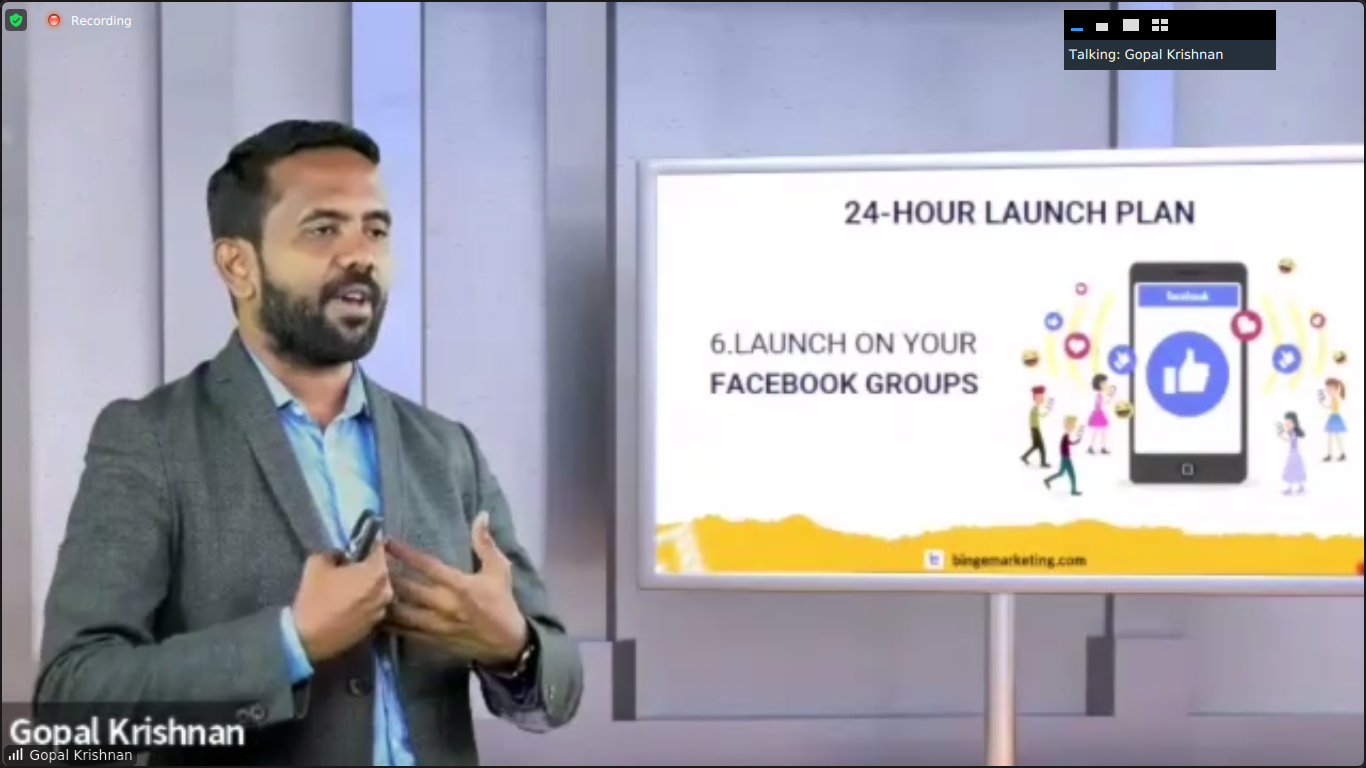 Recording
Talking: Gopal Krishnan
24-HOUR LAUNCH PLAN
facebook
6.LAUNCH ON YOUR
FACEBOOK GROUPS
bingemarketing.com
Gopal Krishnan
Gopal Krishnan